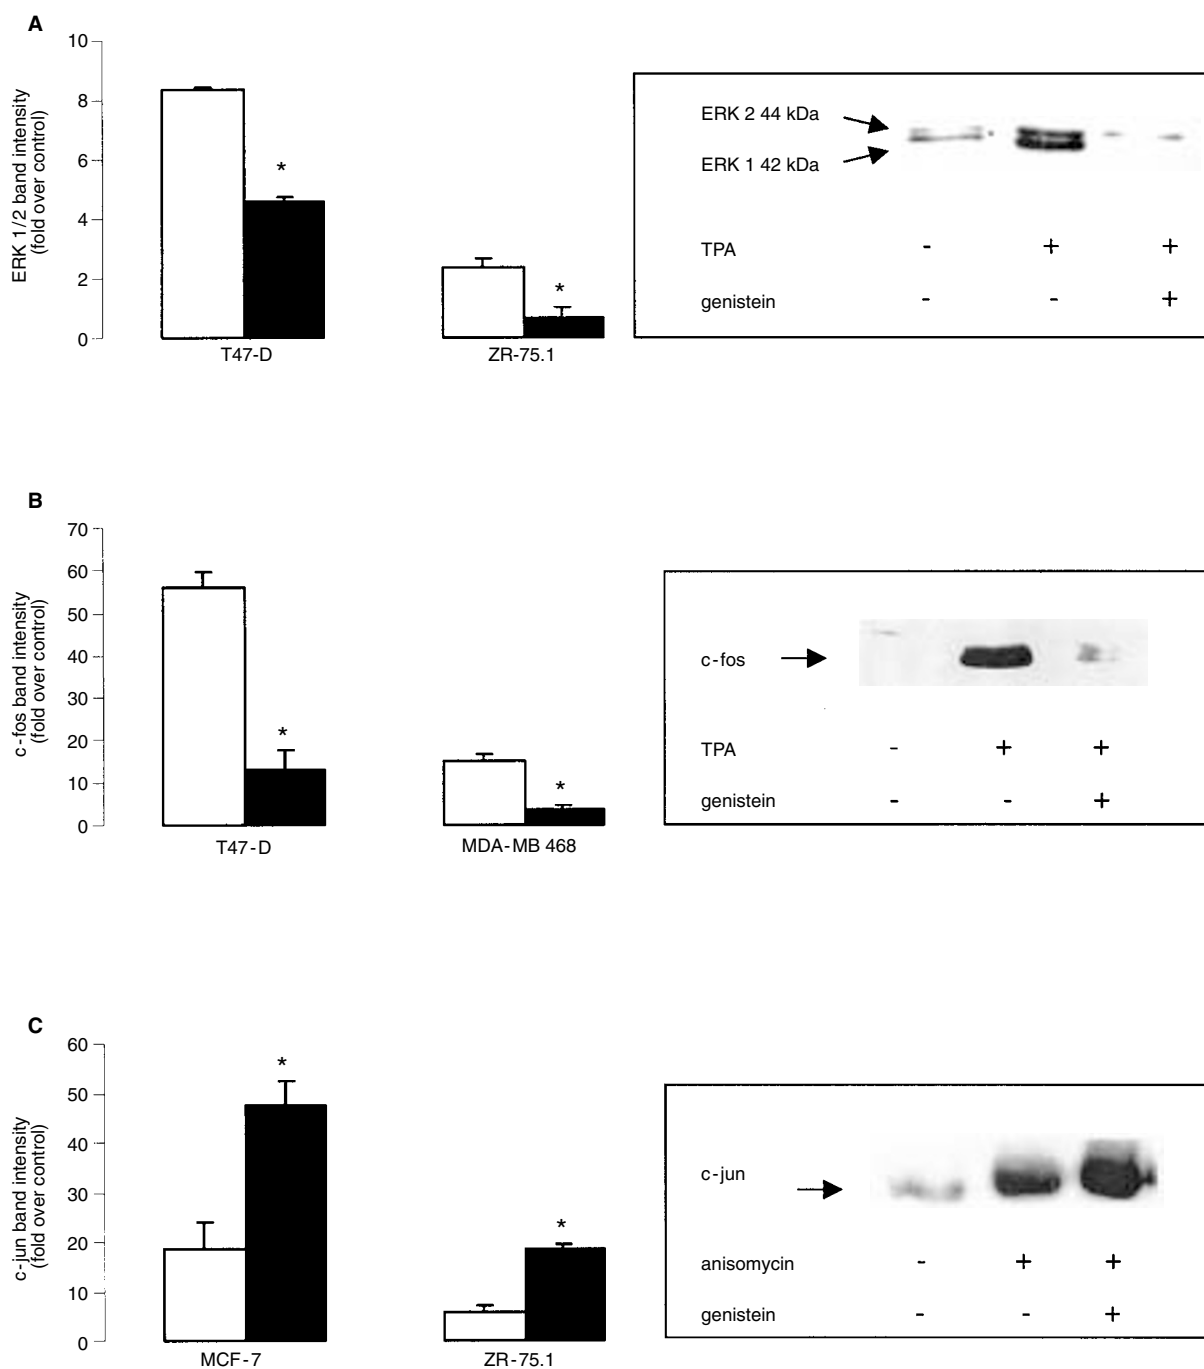 A
10
8
6
4
2
0
ERK 1/2 band intensity
(fold over control)
*
*
T47-D
ZR-75.1
ERK 2 44 kDa
ERK 1 42 kDa
TPA - + +
genistein - - +
B
70
60
50
40
30
20
10
0
c-fos band intensity
(fold over control)
*
*
T47-D
MDA-MB 468
c-fos
TPA - + +
genistein - - +
C
60
50
40
30
20
10
0
c-jun band intensity
(fold over control)
*
*
MCF-7
ZR-75.1
c-jun
anisomycin - + +
genistein - - +